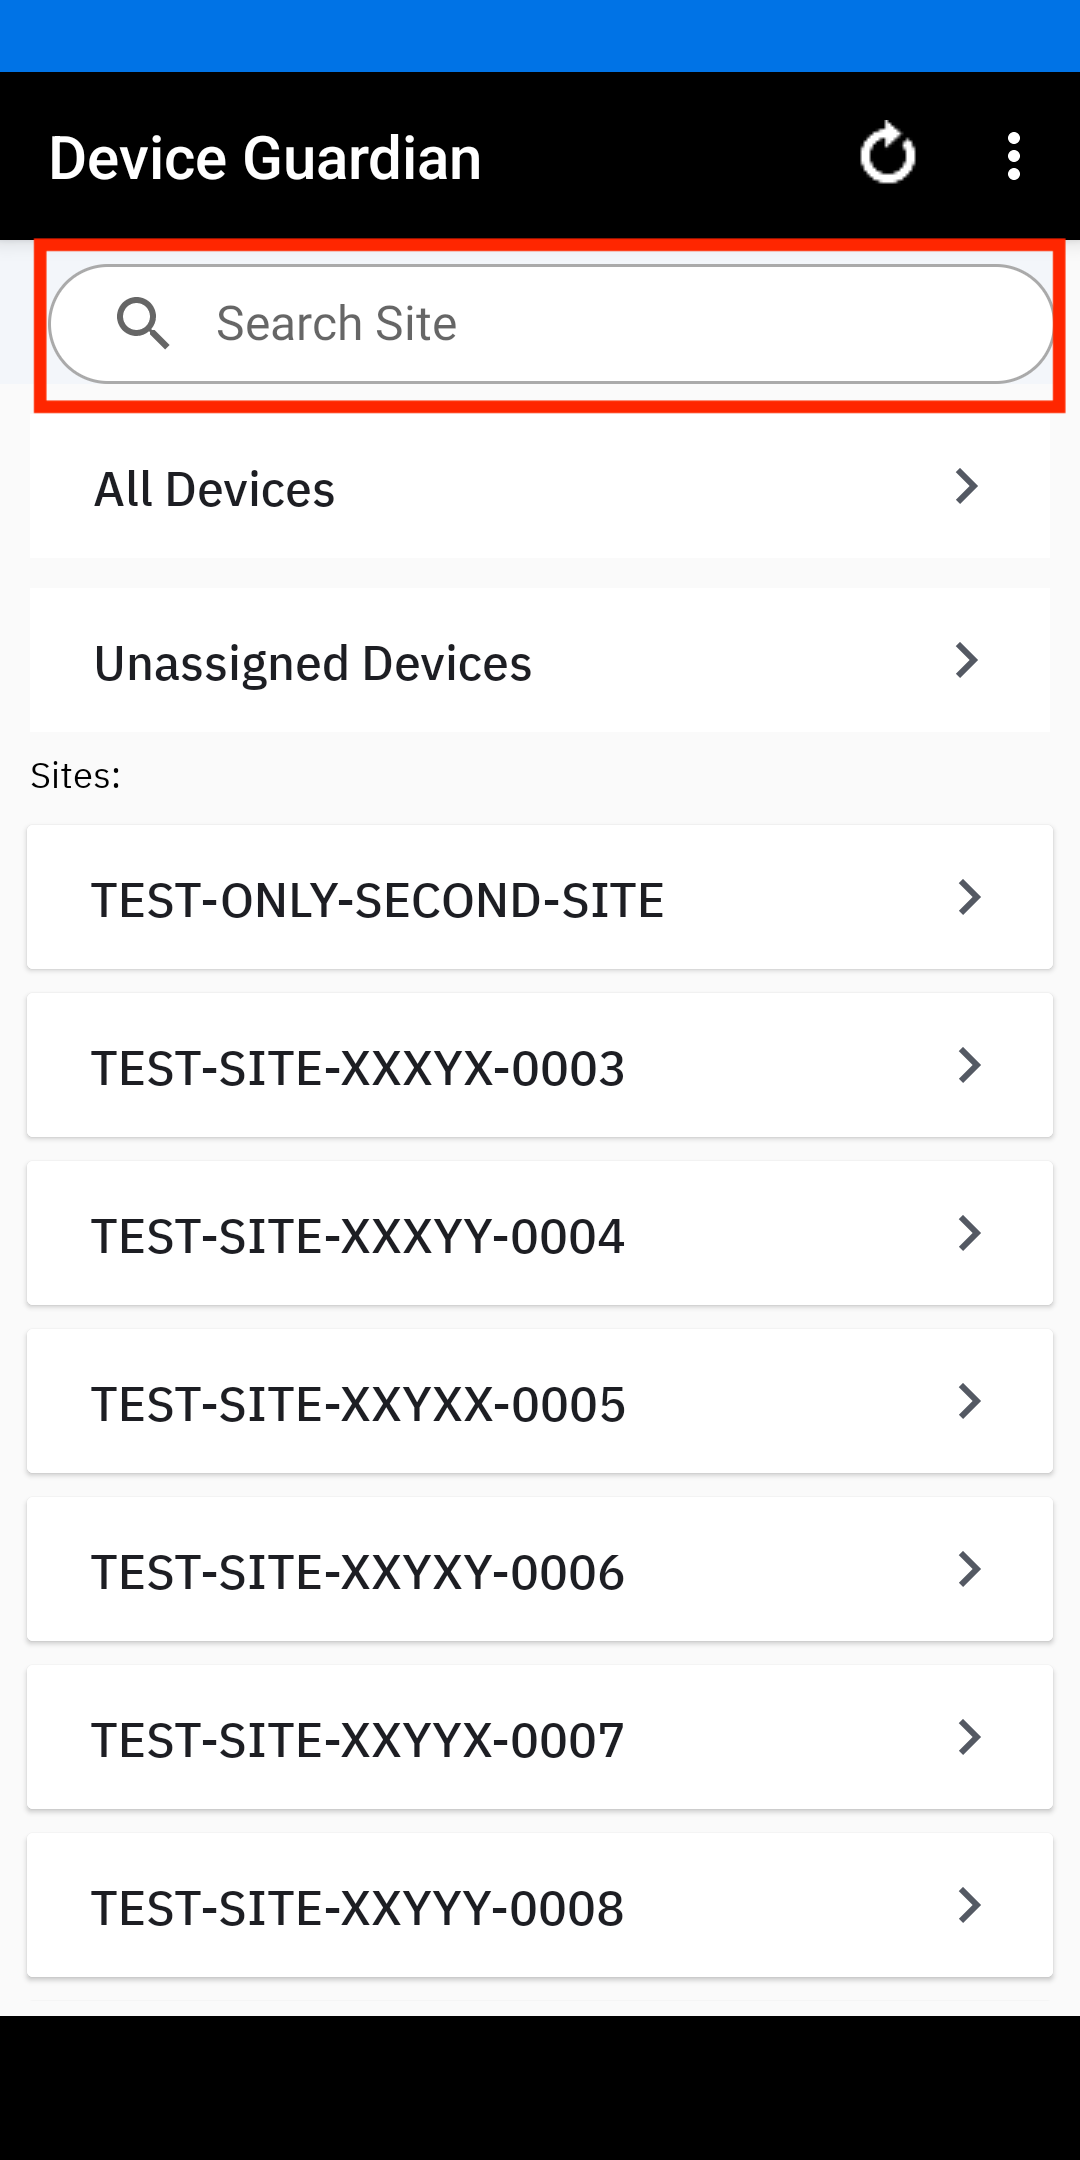 Device Guardian
Search Site
All Devices
Unassigned Devices
Sites:
TEST-ONLY-SECOND-SITE
TEST-SITE-XXXYX-0003
TEST-SITE-XXXYY-0004
TEST-SITE-XXYXX-0005
TEST-SITE-XXYXY-0006
TEST-SITE-XXYYX-0007
TEST-SITE-XXYYY-0008